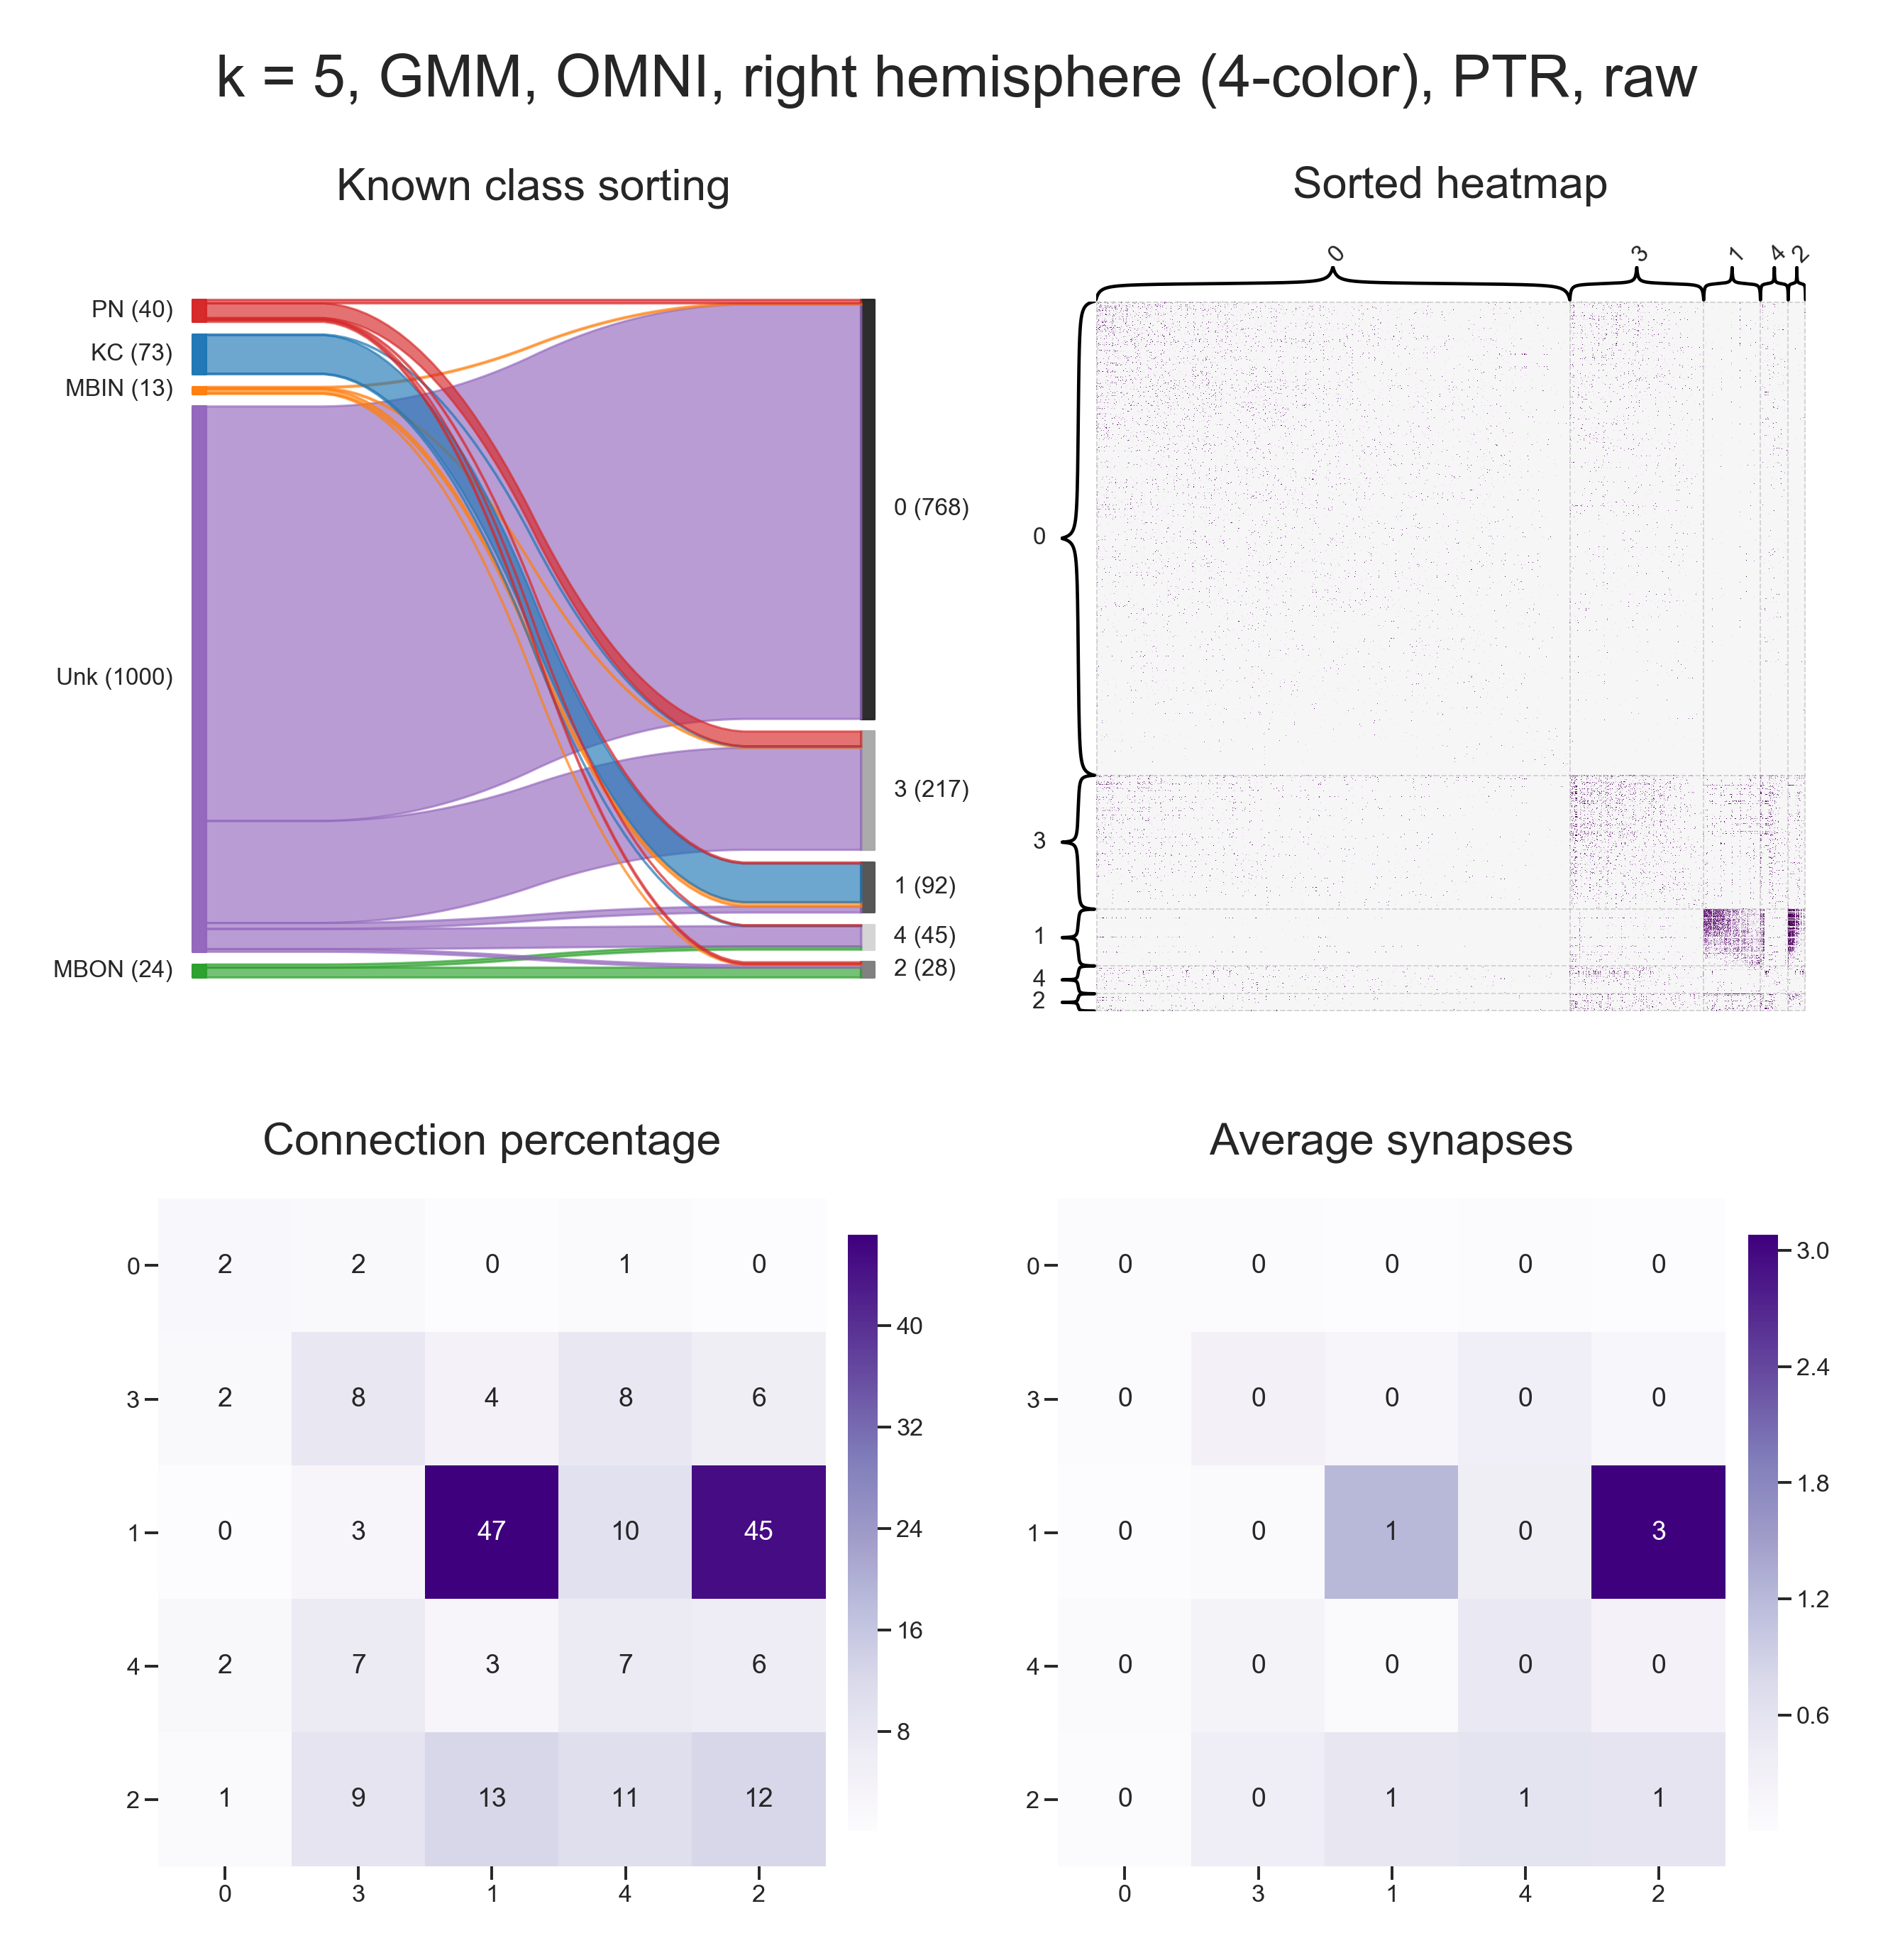 k = 5, GMM, OMNI, right hemisphere (4-color), PTR, raw
Known class sorting
PN (40)
KC (73)
MBIN (13)
Unk (1000)
MBON (24)
0 (768)
3 (217)
1 (92)
4 (45)
2 (28)
Sorted heatmap
0 3 1 4 2
0
3
1
4
2
Connection percentage
0 2 2 0 1 0
3 2 8 4 8 6
1 0 3 47 10 45
4 2 7 3 7 6
2 1 9 13 11 12
0 3 1 4 2
40
32
24
16
8
Average synapses
0 0 0 0 0 0
3 0 0 0 0 0
1 0 0 1 0 3
4 0 0 0 0 0
2 0 0 1 1 1
0 3 1 4 2
3.0
2.4
1.8
1.2
0.6